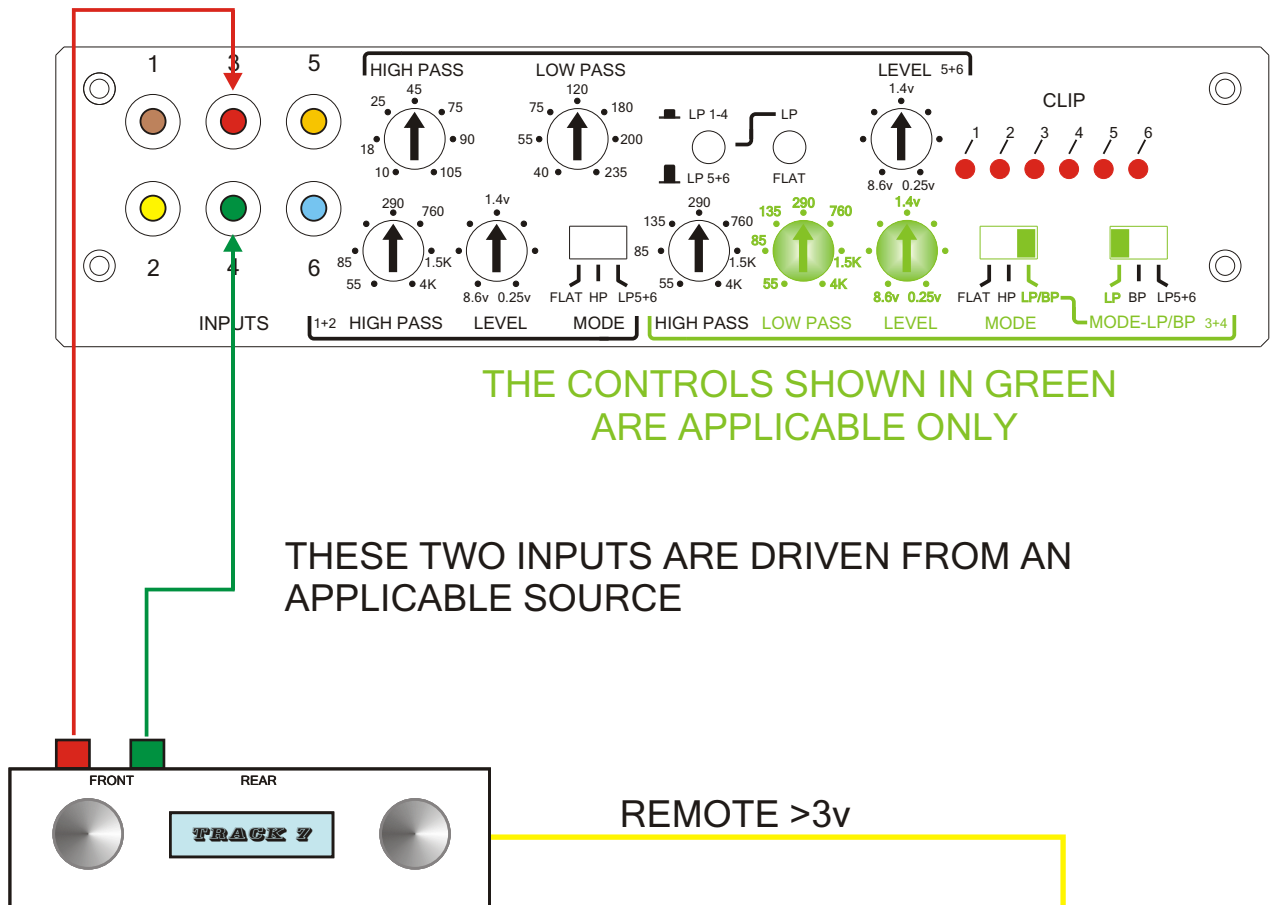 1 3 5
HIGH PASS LOW PASS LEVEL 5+6
45 120 1.4v
25 75 75 180 LP 1-4 LP CLIP
18 90 55 200 1 2 3 4 5 6
10 105 40 235 LP 5+6 FLAT 8.6v 0.25v
290 760 1.4v 135 290 760 135 290 760 1.4v
85 1.5K 85 1.5K 85 1.5K
55 4K 8.6v 0.25v FLAT HP LP5+6 55 4K 55 4K 8.6v 0.25v FLAT HP LP/BP LP BP LP5+6
2 4 6
INPUTS 1+2 HIGH PASS LEVEL MODE HIGH PASS LOW PASS LEVEL MODE MODE-LP/BP 3+4
THE CONTROLS SHOWN IN GREEN
ARE APPLICABLE ONLY
THESE TWO INPUTS ARE DRIVEN FROM AN
APPLICABLE SOURCE
FRONT REAR
TRACK 7
REMOTE >3v